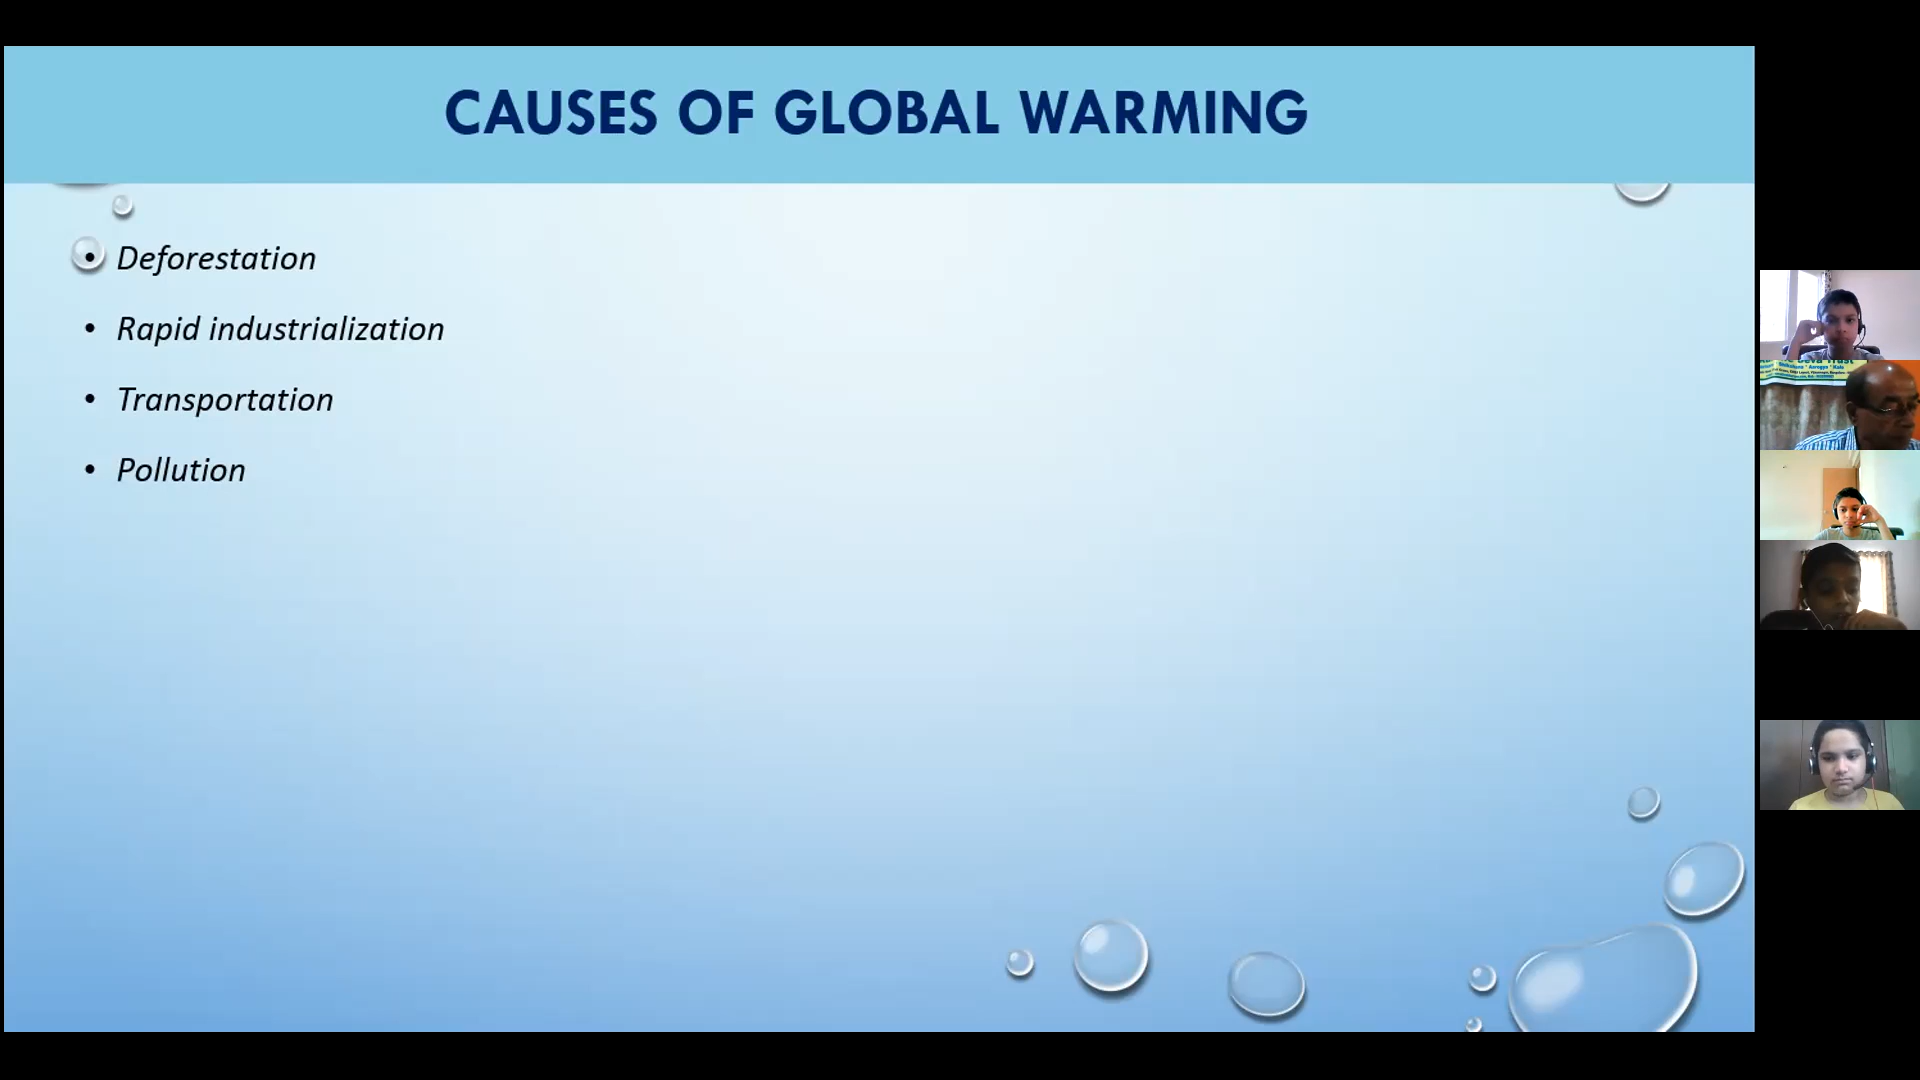 CAUSES OF GLOBAL WARMING
• Deforestation
• Rapid industrialization
• Transportation
• Pollution